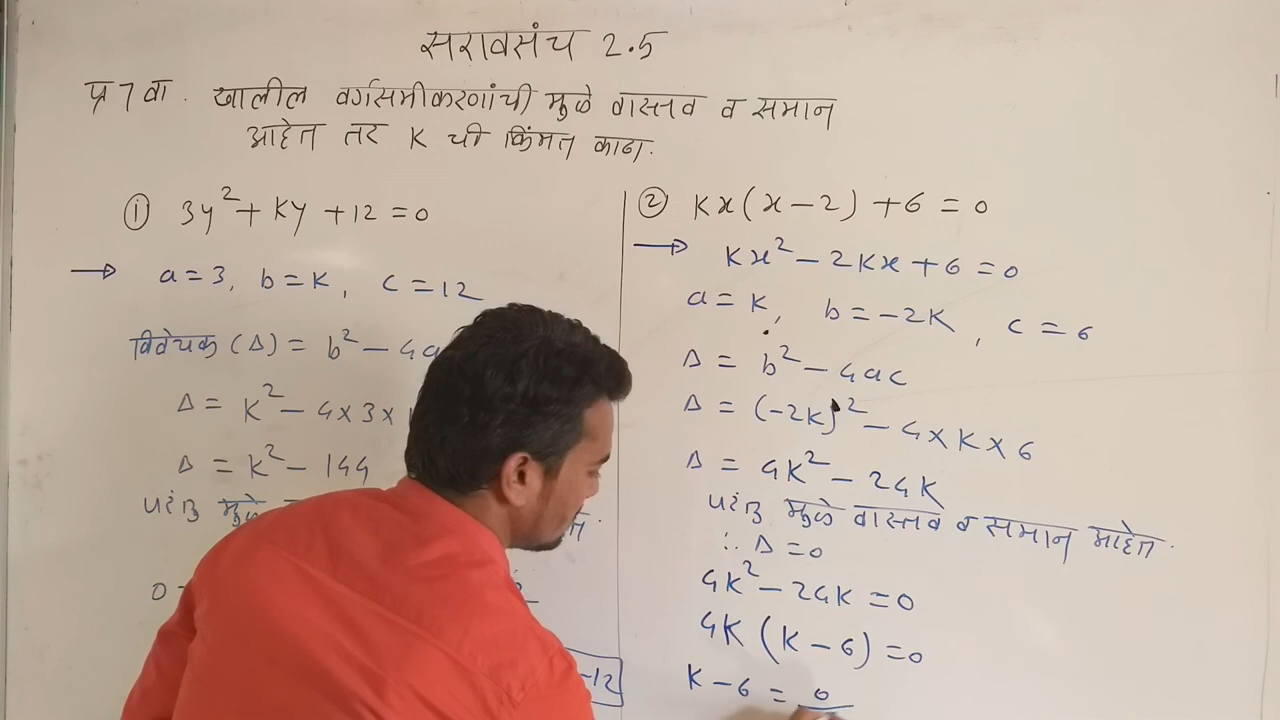 सरावसंच 2.5
प्र 7 वा. खालील वर्गसमीकरणांची मुळे वास्तव व समान
आहेत तर K ची किंमत काढा.
① 3y² + Ky + 12 = 0
→ a = 3, b = K, c = 12
विवेचक (Δ) = b² - 4a
Δ = K² - 4 × 3 ×
Δ = K² - 144
परंतु मुळे
0
-12
② Kx(x - 2) + 6 = 0
→ Kx² - 2Kx + 6 = 0
a = K, b = -2K, c = 6
Δ = b² - 4ac
Δ = (-2K)² - 4 × K × 6
Δ = 4K² - 24K
परंतु मुळे वास्तव व समान आहेत.
∴ Δ = 0
4K² - 24K = 0
4K (K - 6) = 0
K - 6 = 0